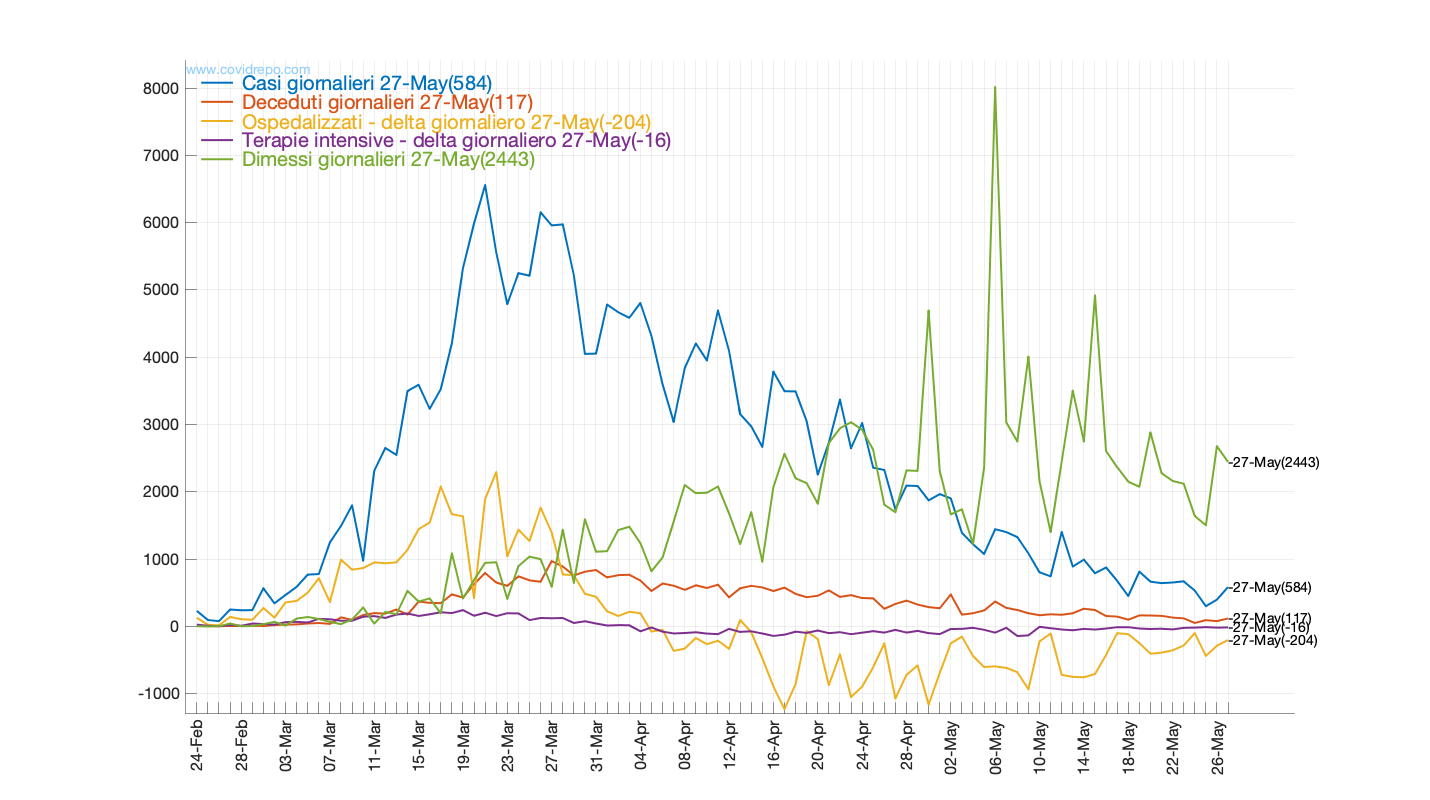 www.covidrepo.com
Casi giornalieri 27-May(584)
Deceduti giornalieri 27-May(117)
Ospedalizzati - delta giornaliero 27-May(-204)
Terapie intensive - delta giornaliero 27-May(-16)
Dimessi giornalieri 27-May(2443)
8000
7000
6000
5000
4000
3000
2000
1000
0
-1000
-27-May(2443)
-27-May(584)
-27-May(117)
-27-May(-16)
-27-May(-204)
24-Feb
28-Feb
03-Mar
07-Mar
11-Mar
15-Mar
19-Mar
23-Mar
27-Mar
31-Mar
04-Apr
08-Apr
12-Apr
16-Apr
20-Apr
24-Apr
28-Apr
02-May
06-May
10-May
14-May
18-May
22-May
26-May